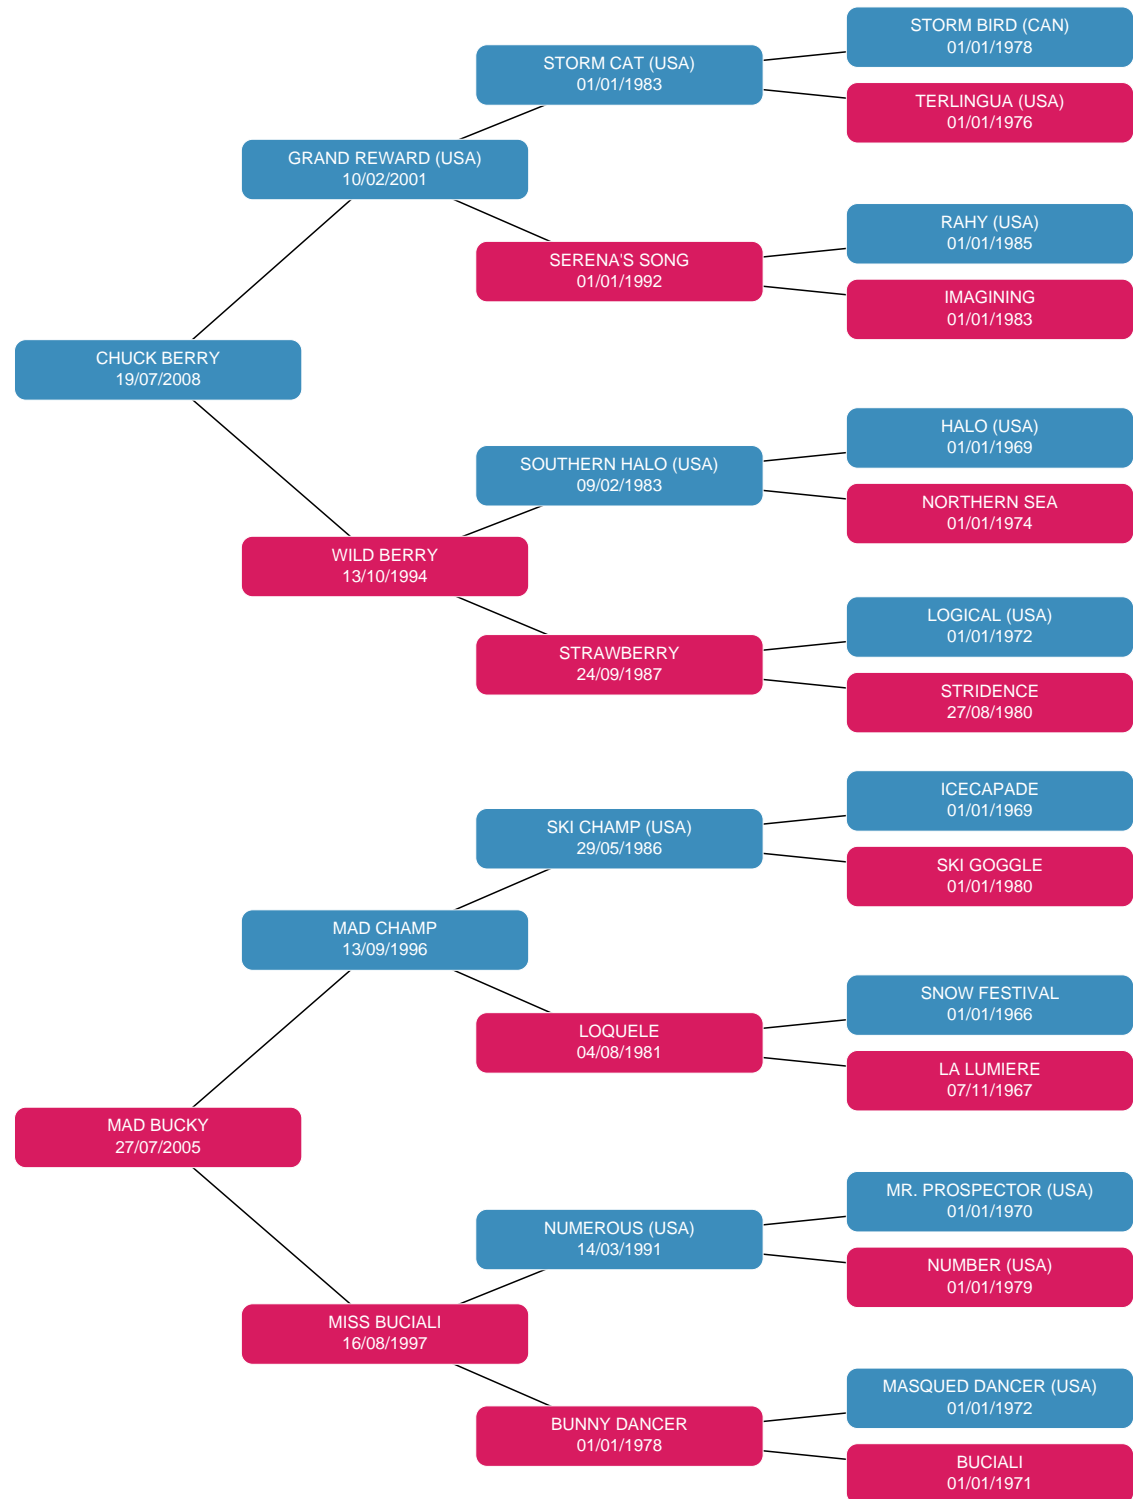 STORM BIRD (CAN)
01/01/1978
STORM CAT (USA)
01/01/1983
TERLINGUA (USA)
01/01/1976
GRAND REWARD (USA)
10/02/2001
RAHY (USA)
01/01/1985
SERENA'S SONG
01/01/1992
IMAGINING
01/01/1983
CHUCK BERRY
19/07/2008
HALO (USA)
01/01/1969
SOUTHERN HALO (USA)
09/02/1983
NORTHERN SEA
01/01/1974
WILD BERRY
13/10/1994
LOGICAL (USA)
01/01/1972
STRAWBERRY
24/09/1987
STRIDENCE
27/08/1980
ICECAPADE
01/01/1969
SKI CHAMP (USA)
29/05/1986
SKI GOGGLE
01/01/1980
MAD CHAMP
13/09/1996
SNOW FESTIVAL
01/01/1966
LOQUELE
04/08/1981
LA LUMIERE
07/11/1967
MAD BUCKY
27/07/2005
MR. PROSPECTOR (USA)
01/01/1970
NUMEROUS (USA)
14/03/1991
NUMBER (USA)
01/01/1979
MISS BUCIALI
16/08/1997
MASQUED DANCER (USA)
01/01/1972
BUNNY DANCER
01/01/1978
BUCIALI
01/01/1971